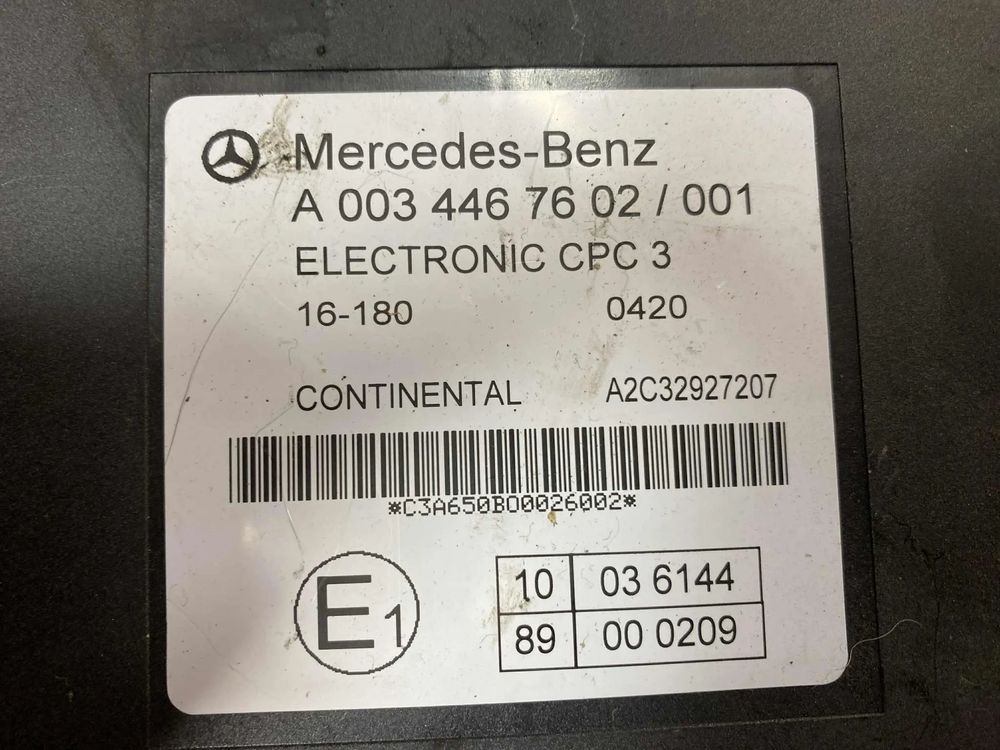 Mercedes-Benz
A 003 446 76 02 / 001
ELECTRONIC CPC 3
16-180 0420
CONTINENTAL A2C32927207
*C3A650BO0026002*
E1
10 03 6144
89 00 0209